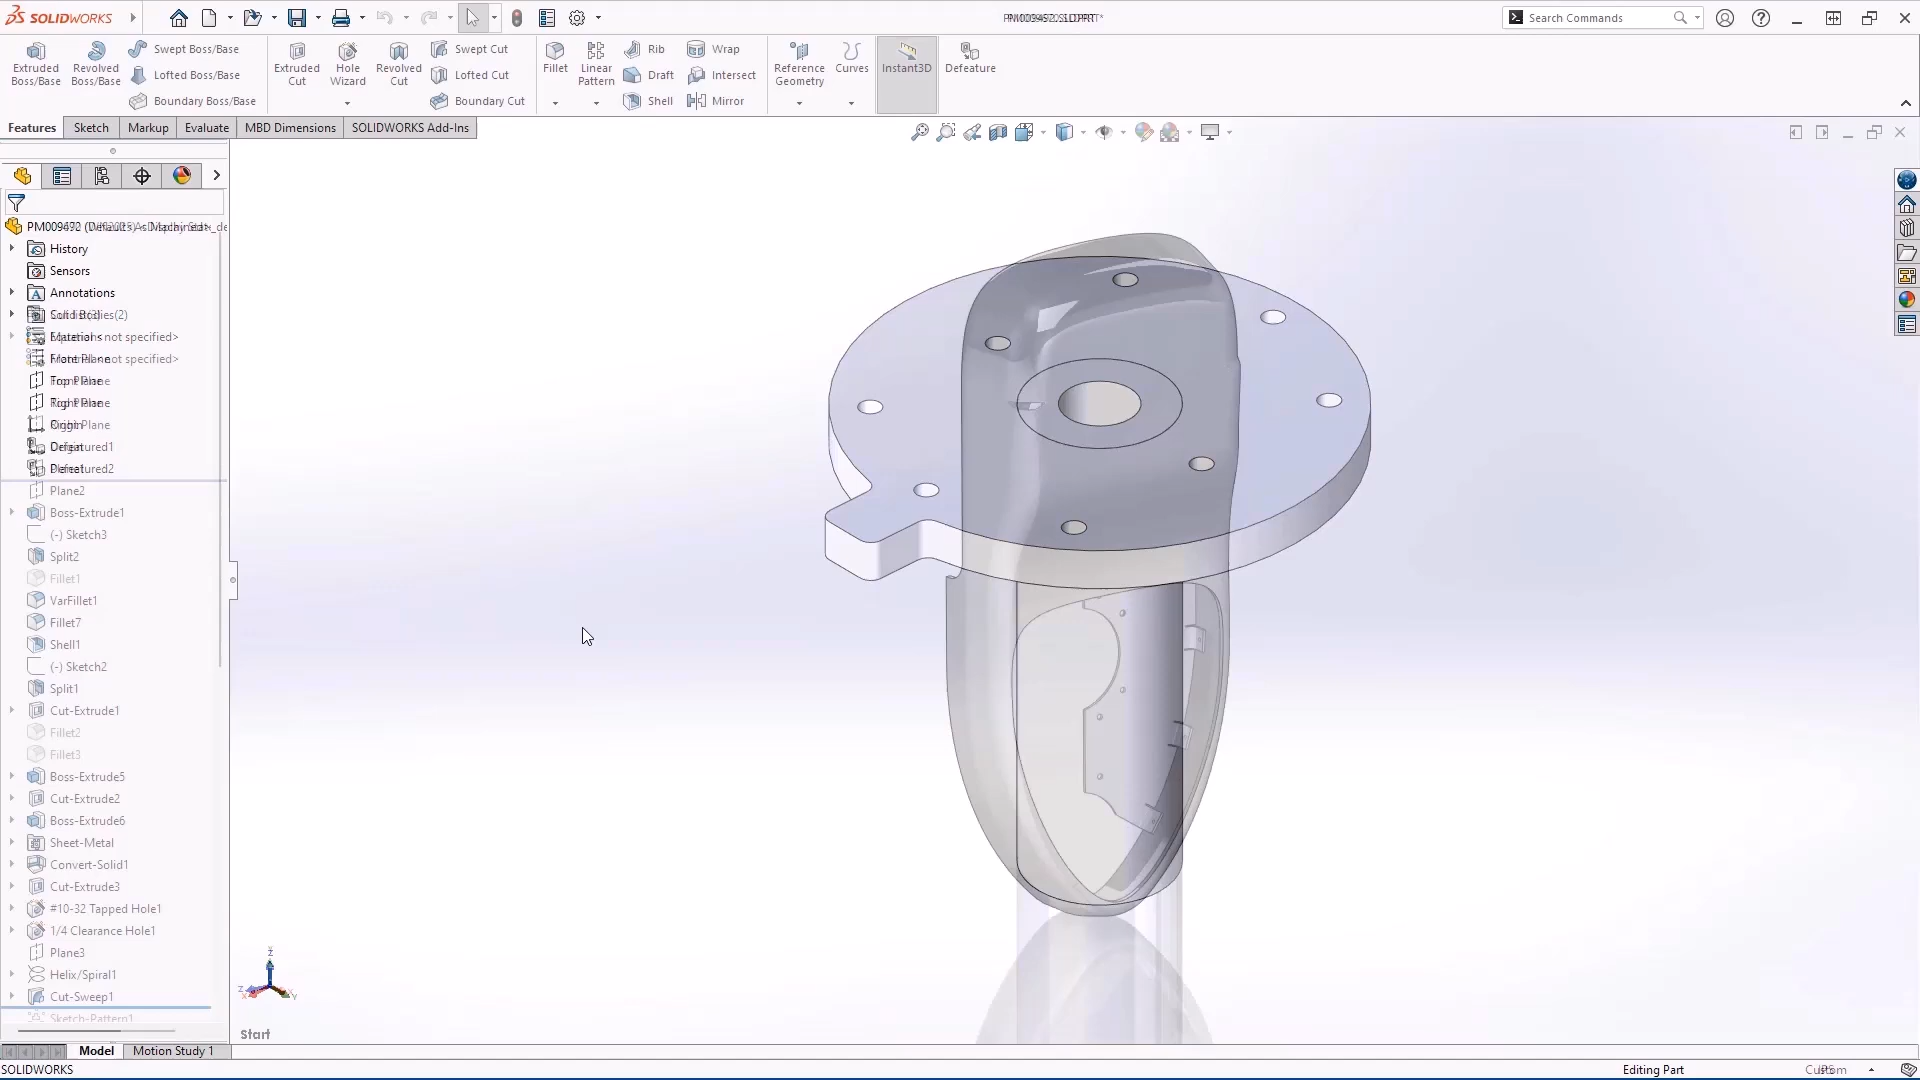 SOLIDWORKS
Search Commands
Extruded Boss/Base
Revolved Boss/Base
Swept Boss/Base
Lofted Boss/Base
Boundary Boss/Base
Extruded Cut
Hole Wizard
Revolved Cut
Swept Cut
Lofted Cut
Boundary Cut
Fillet
Linear Pattern
Rib
Draft
Shell
Wrap
Intersect
Mirror
Reference Geometry
Curves
Instant3D
Defeature
Features
Sketch
Markup
Evaluate
MBD Dimensions
SOLIDWORKS Add-Ins
History
Sensors
Annotations
Plane2
Boss-Extrude1
(-) Sketch3
Split2
Fillet1
VarFillet1
Fillet7
Shell1
(-) Sketch2
Split1
Cut-Extrude1
Fillet2
Fillet3
Boss-Extrude5
Cut-Extrude2
Boss-Extrude6
Sheet-Metal
Convert-Solid1
Cut-Extrude3
#10-32 Tapped Hole1
1/4 Clearance Hole1
Plane3
Helix/Spiral1
Cut-Sweep1
Sketch-Pattern1
Start
Model
Motion Study 1
SOLIDWORKS
Editing Part